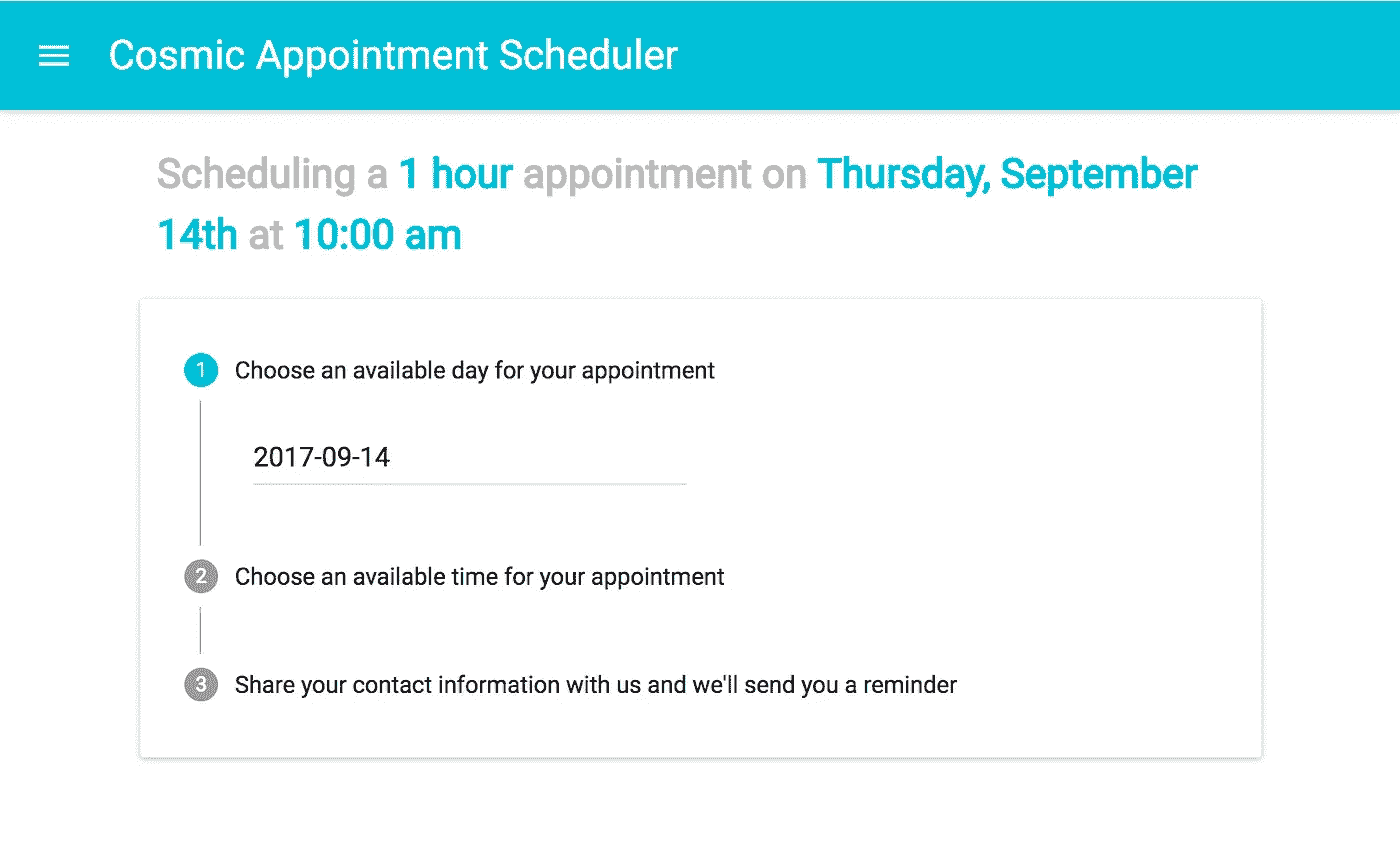 Cosmic Appointment Scheduler
Scheduling a 1 hour appointment on Thursday, September
14th at 10:00 am
1 Choose an available day for your appointment
2017-09-14
2 Choose an available time for your appointment
3 Share your contact information with us and we'll send you a reminder